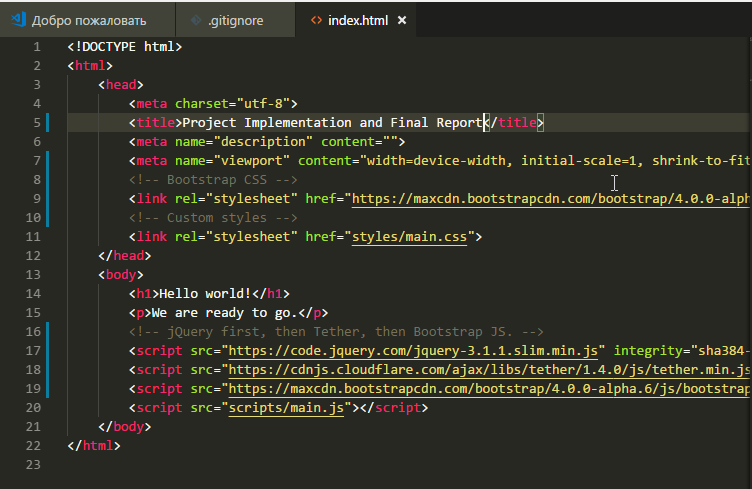 Добро пожаловать .gitignore <> index.html ×
1 <!DOCTYPE html>
2 <html>
3 <head>
4 <meta charset="utf-8">
5 <title>Project Implementation and Final Report</title>
6 <meta name="description" content="">
7 <meta name="viewport" content="width=device-width, initial-scale=1, shrink-to-fit
8 <!-- Bootstrap CSS -->
9 <link rel="stylesheet" href="https://maxcdn.bootstrapcdn.com/bootstrap/4.0.0-alph
10 <!-- Custom styles -->
11 <link rel="stylesheet" href="styles/main.css">
12 </head>
13 <body>
14 <h1>Hello world!</h1>
15 <p>We are ready to go.</p>
16 <!-- jQuery first, then Tether, then Bootstrap JS. -->
17 <script src="https://code.jquery.com/jquery-3.1.1.slim.min.js" integrity="sha384-
18 <script src="https://cdnjs.cloudflare.com/ajax/libs/tether/1.4.0/js/tether.min.js
19 <script src="https://maxcdn.bootstrapcdn.com/bootstrap/4.0.0-alpha.6/js/bootstrap
20 <script src="scripts/main.js"></script>
21 </body>
22 </html>
23